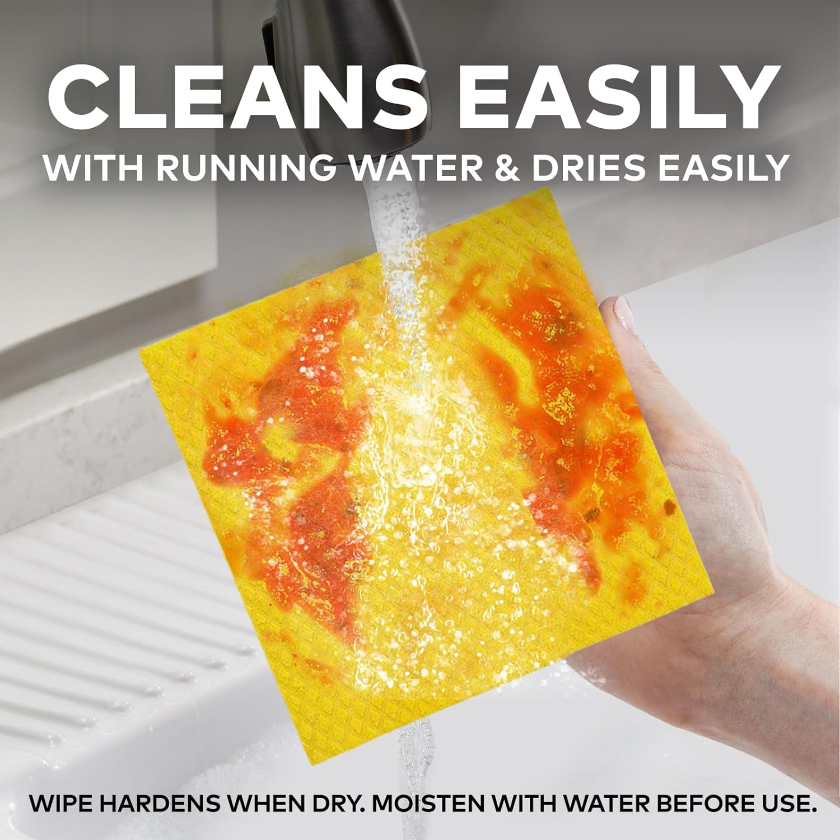 CLEANS EASILY
WITH RUNNING WATER & DRIES EASILY
WIPE HARDENS WHEN DRY. MOISTEN WITH WATER BEFORE USE.